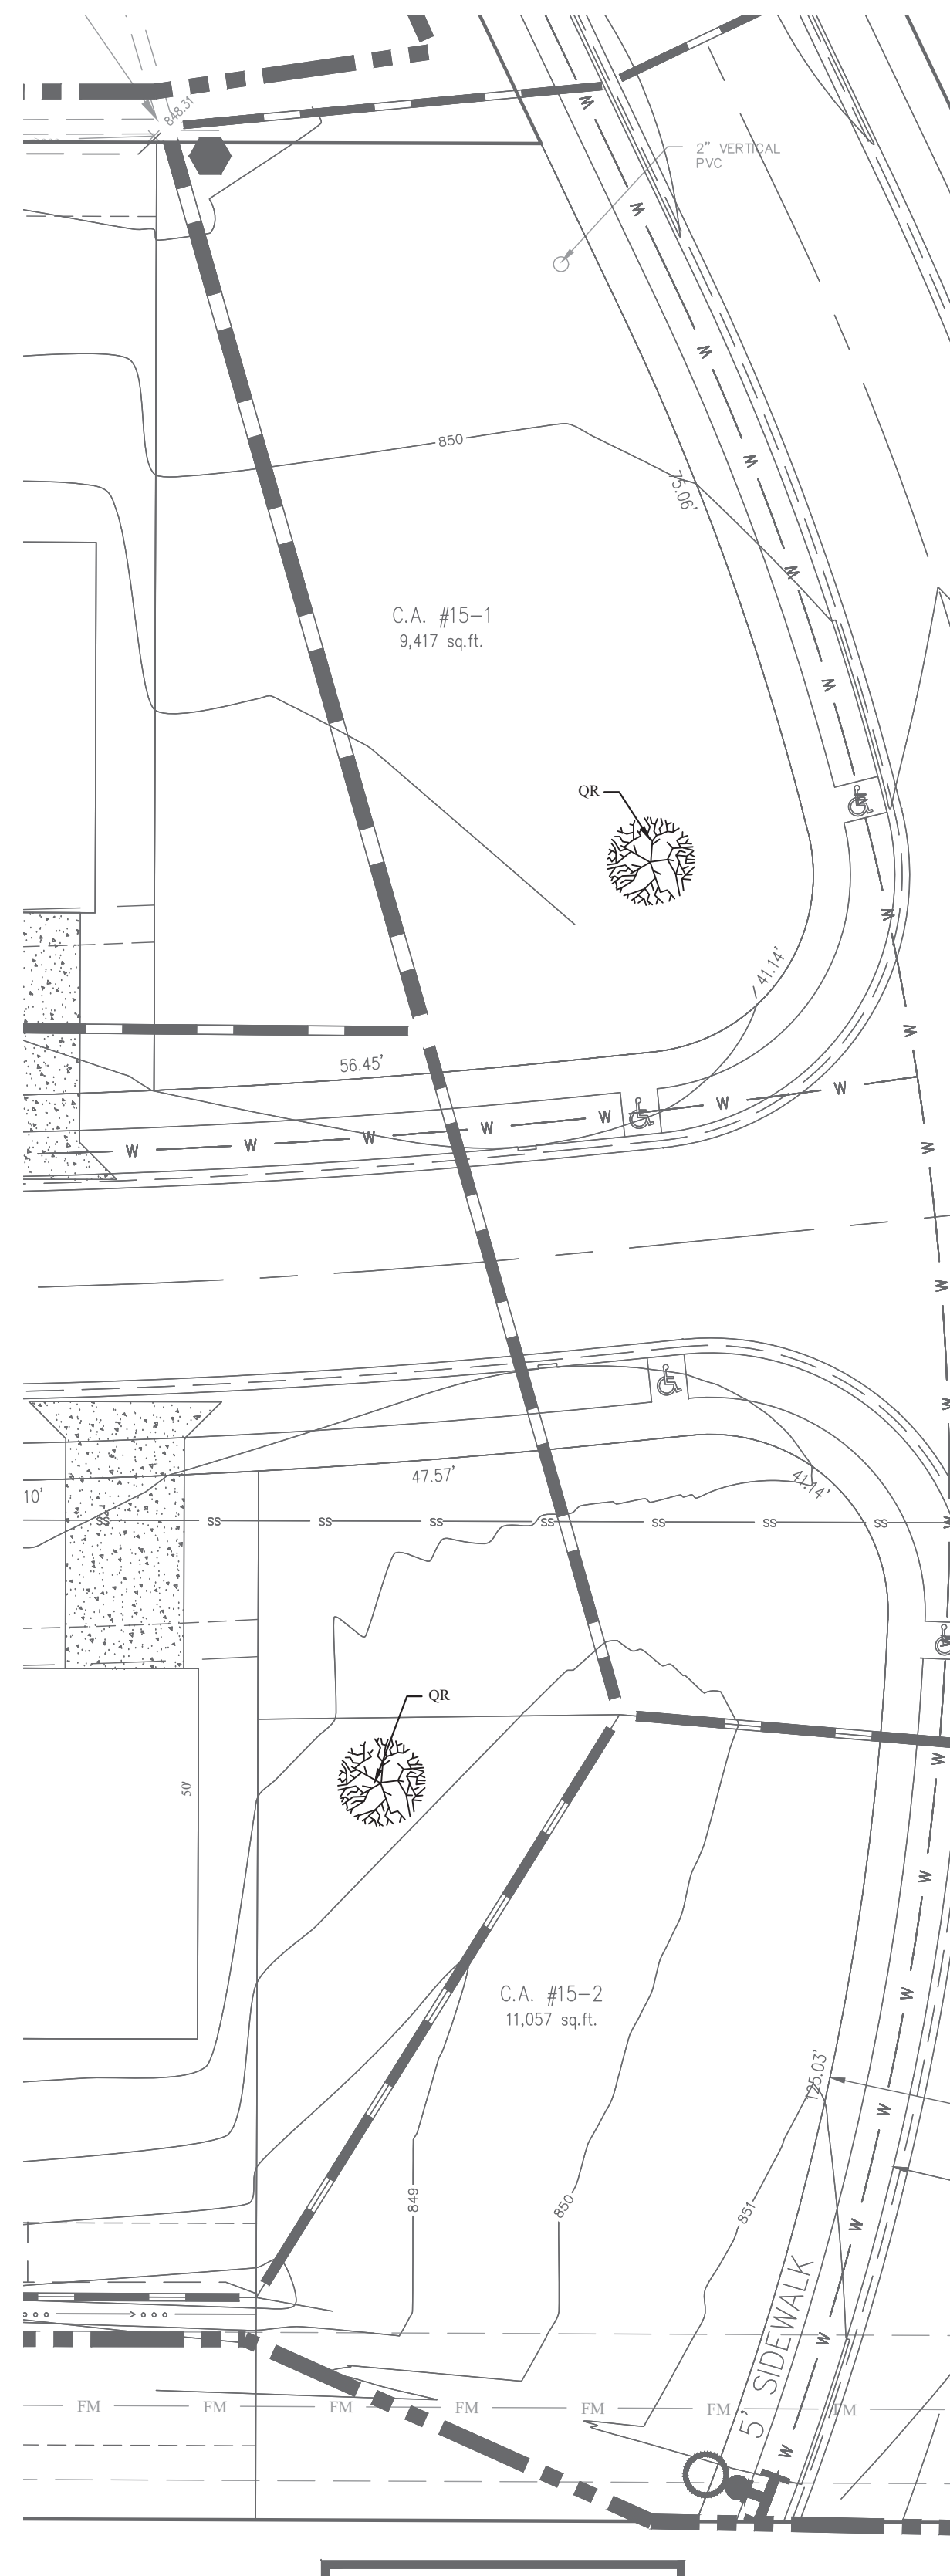 848.31
W
2" VERTICAL
PVC
W
W
850
75.06'
W
W
C.A. #15-1
9,417 sq.ft.
W
QR
W
W
41.14'
W
56.45'
W
W
W
W
W
W
W
W
W
W
47.57'
41.14'
10'
SS
SS
SS
SS
SS
SS
SS
SS
W
W
QR
W
50'
W
C.A. #15-2
11,057 sq.ft.
W
125.03'
W
849
850
851
W
W
5' SIDEWALK
FM
FM
FM
FM
FM
FM
FM
W